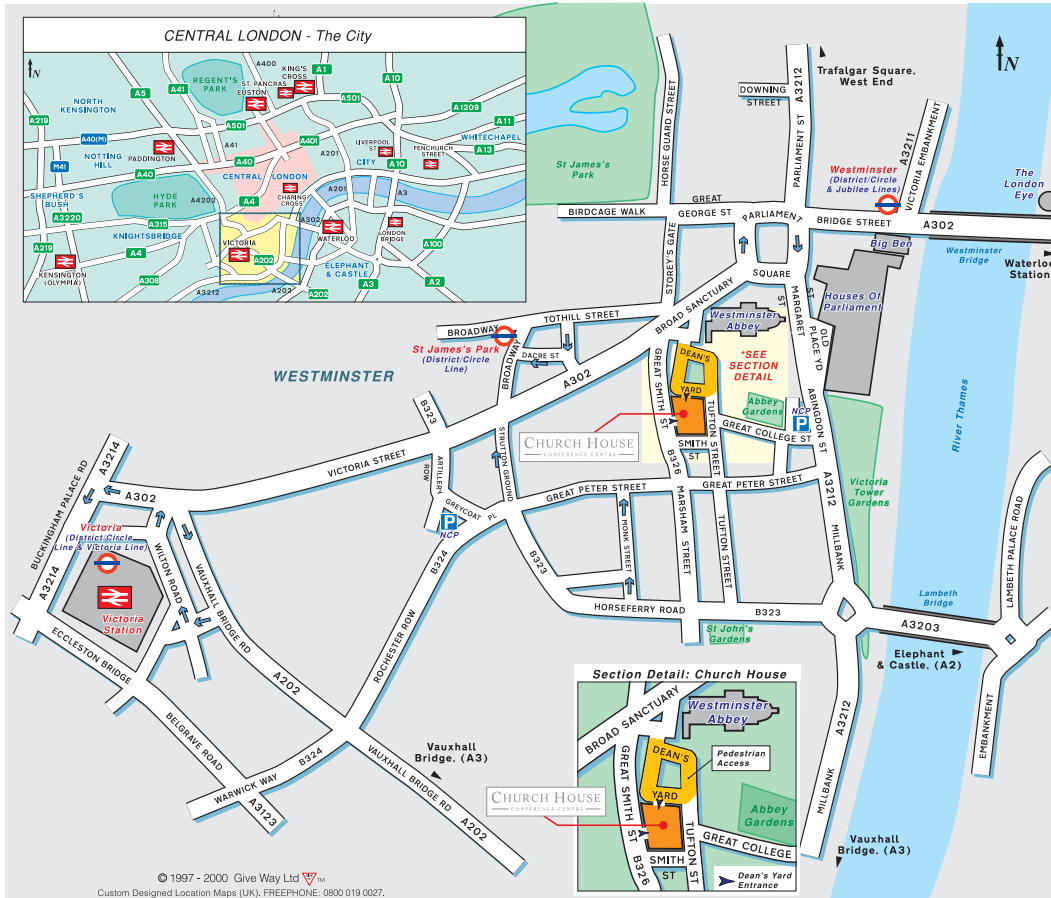 CENTRAL LONDON - The City
N
A400
KING'S
CROSS
A1
A10
REGENT'S
PARK
ST. PANCRAS
EUSTON
A5
A41
A501
A1209
NORTH
KENSINGTON
A219
A40(M)
A501
A11
WHITECHAPEL
A13
A41
A401
A201
LIVERPOOL
ST
FENCHURCH
STREET
CITY
A10
NOTTING
HILL
PADDINGTON
M41
A40
A40
CENTRAL LONDON
SHEPHERD'S
BUSH
HYDE
PARK
A4202
A4
CHARING
CROSS
A201
A3
A3220
A315
A302
KNIGHTSBRIDGE
VICTORIA
WATERLOO
LONDON
BRIDGE
A100
A219
A4
A202
KENSINGTON
(OLYMPIA)
A308
ELEPHANT
& CASTLE
A3
A2
A3212
A202
A202
N
Trafalgar Square,
West End
DOWNING
STREET
A3212
PARLIAMENT ST
HORSE GUARD STREET
A3211
VICTORIA EMBANKMENT
St James's
Park
Westminster
(District/Circle
& Jubilee Lines)
The
London
Eye
GREAT
BIRDCAGE WALK
GEORGE ST
PARLIAMENT
BRIDGE STREET
A302
Big Ben
Westminster
Bridge
Waterloo
Station
STOREY'S GATE
SQUARE
ST
MARGARET
ST
Houses Of
Parliament
OLD
PLACE YD
BROAD SANCTUARY
Westminster
Abbey
TOTHILL STREET
BROADWAY
St James's Park
(District/Circle
Line)
BROADWAY
DACRE ST
A302
WESTMINSTER
GREAT SMITH ST
DEAN'S
YARD
*SEE
SECTION
DETAIL
Abbey
Gardens
NCP
P
ABINGDON ST
River Thames
B323
CHURCH HOUSE
CONFERENCE CENTRE
SMITH
ST
TUFTON STREET
GREAT COLLEGE ST
STRUTTON GROUND
VICTORIA STREET
ARTILLERY
ROW
B326
GREAT PETER STREET
GREAT PETER STREET
A3212
Victoria
Tower
Gardens
A3214
BUCKINGHAM PALACE RD
A302
GREYCOAT PL
P
NCP
MONK STREET
MARSHAM STREET
TUFTON STREET
MILLBANK
LAMBETH PALACE ROAD
Victoria
(District/Circle
Line & Victoria Line)
WILTON ROAD
VAUXHALL BRIDGE RD
B324
B323
A3214
Victoria
Station
HORSEFERRY ROAD
B323
Lambeth
Bridge
A3203
St John's
Gardens
Elephant
& Castle, (A2)
ECCLESTON BRIDGE
ROCHESTER ROW
A202
BELGRAVE ROAD
A3212
EMBANKMENT
B324
WARWICK WAY
Vauxhall
Bridge, (A3)
VAUXHALL BRIDGE RD
A3123
A202
MILLBANK
Vauxhall
Bridge, (A3)
Section Detail: Church House
BROAD SANCTUARY
Westminster
Abbey
GREAT SMITH ST
DEAN'S
YARD
Pedestrian
Access
CHURCH HOUSE
CONFERENCE CENTRE
Abbey
Gardens
GREAT COLLEGE
TUFTON ST
SMITH
ST
B326
Dean's Yard
Entrance
© 1997 - 2000 Give Way Ltd TM
Custom Designed Location Maps (UK). FREEPHONE: 0800 019 0027.